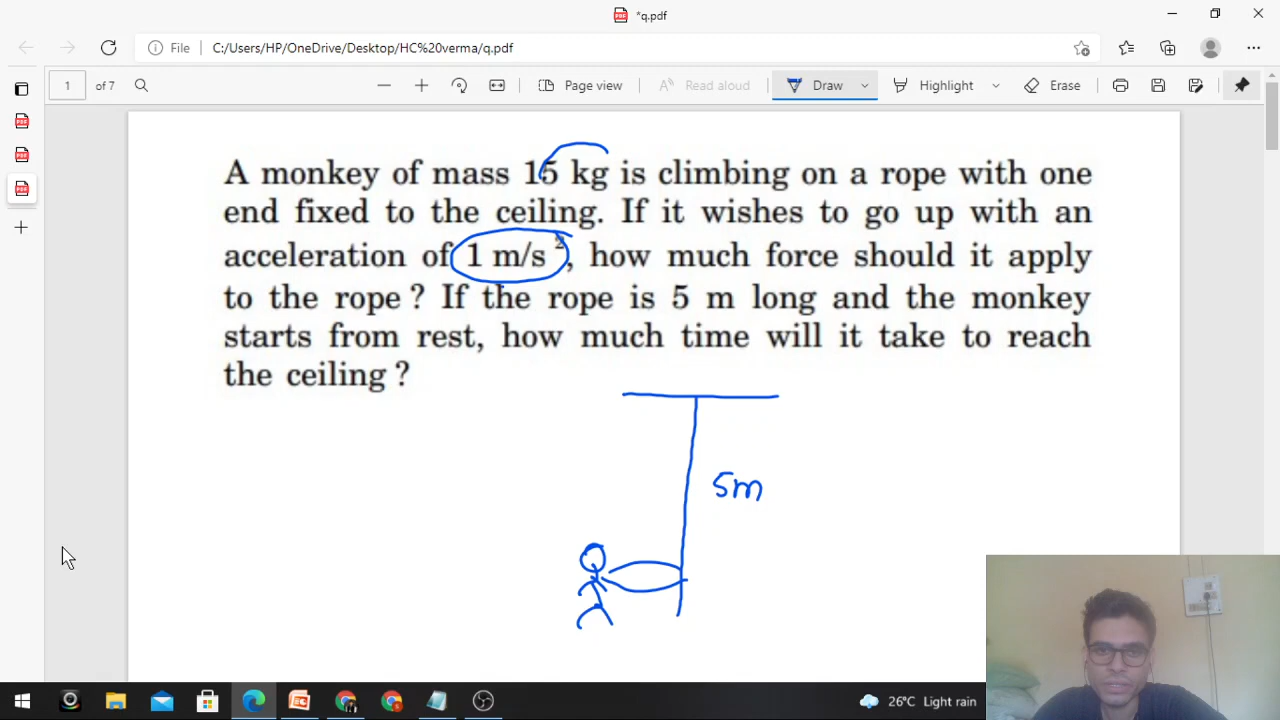 *q.pdf
File C:/Users/HP/OneDrive/Desktop/HC%20verma/q.pdf
1 of 7 Page view Read aloud Draw Highlight Erase
A monkey of mass 15 kg is climbing on a rope with one
end fixed to the ceiling. If it wishes to go up with an
acceleration of 1 m/s², how much force should it apply
to the rope ? If the rope is 5 m long and the monkey
starts from rest, how much time will it take to reach
the ceiling ?
5m
26°C Light rain